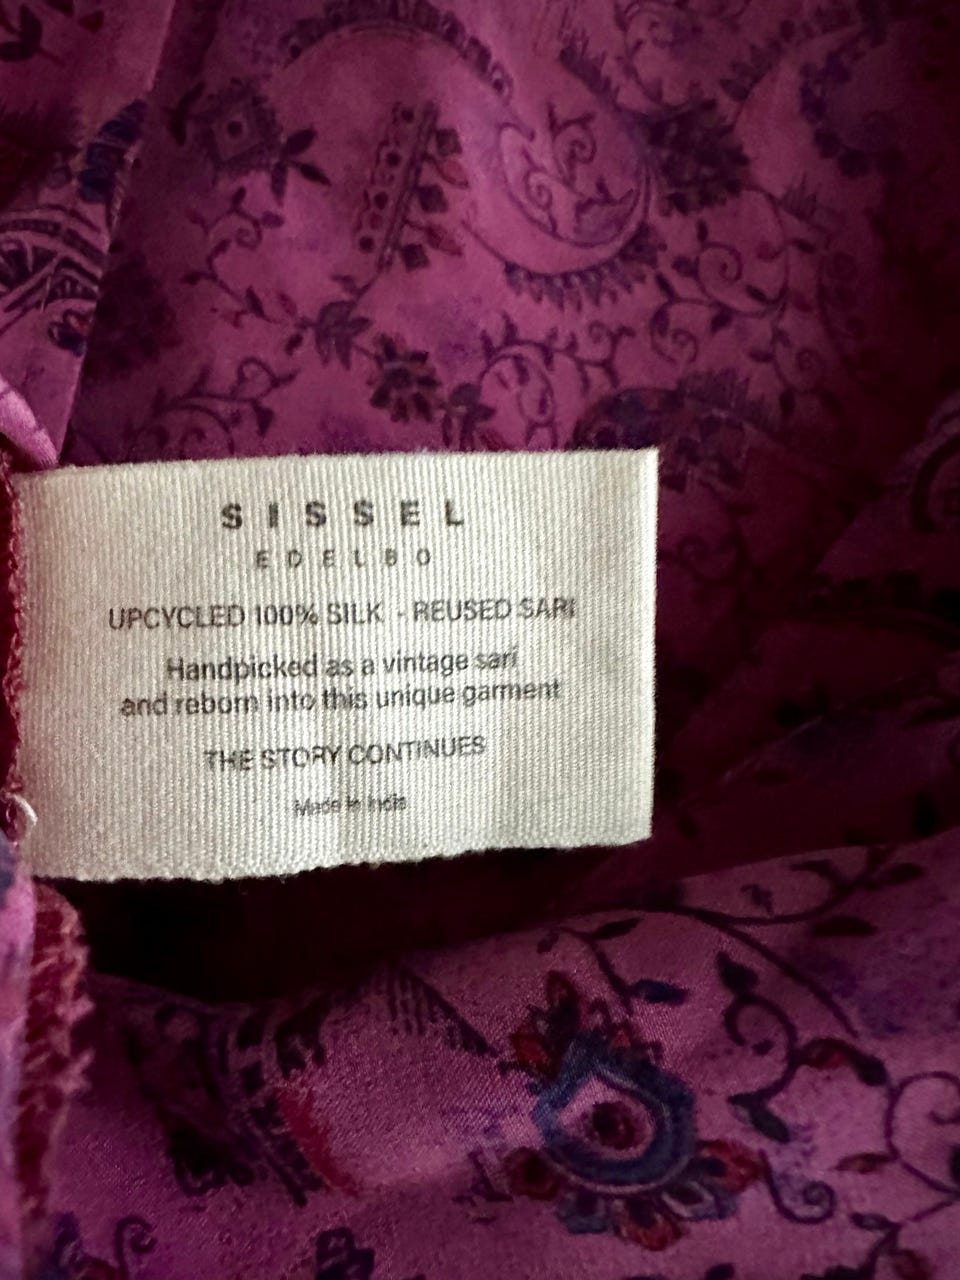 SISSEL
EDELBO
UPCYCLED 100% SILK - REUSED SARI
Handpicked as a vintage sari
and reborn into this unique garment
THE STORY CONTINUES
Made in India